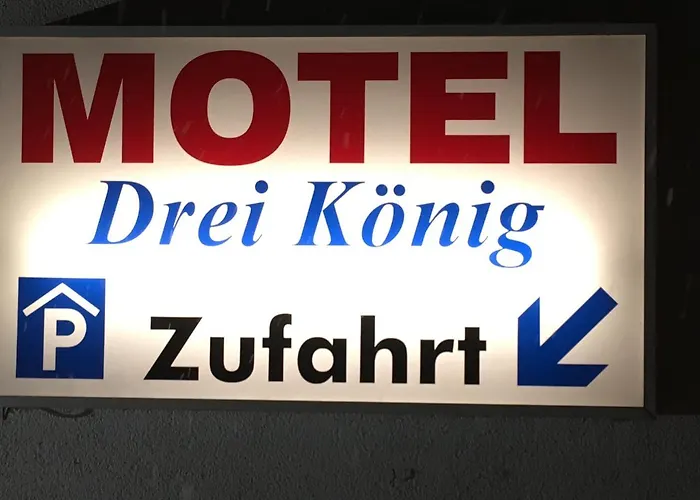 MOTEL
Drei König
P Zufahrt